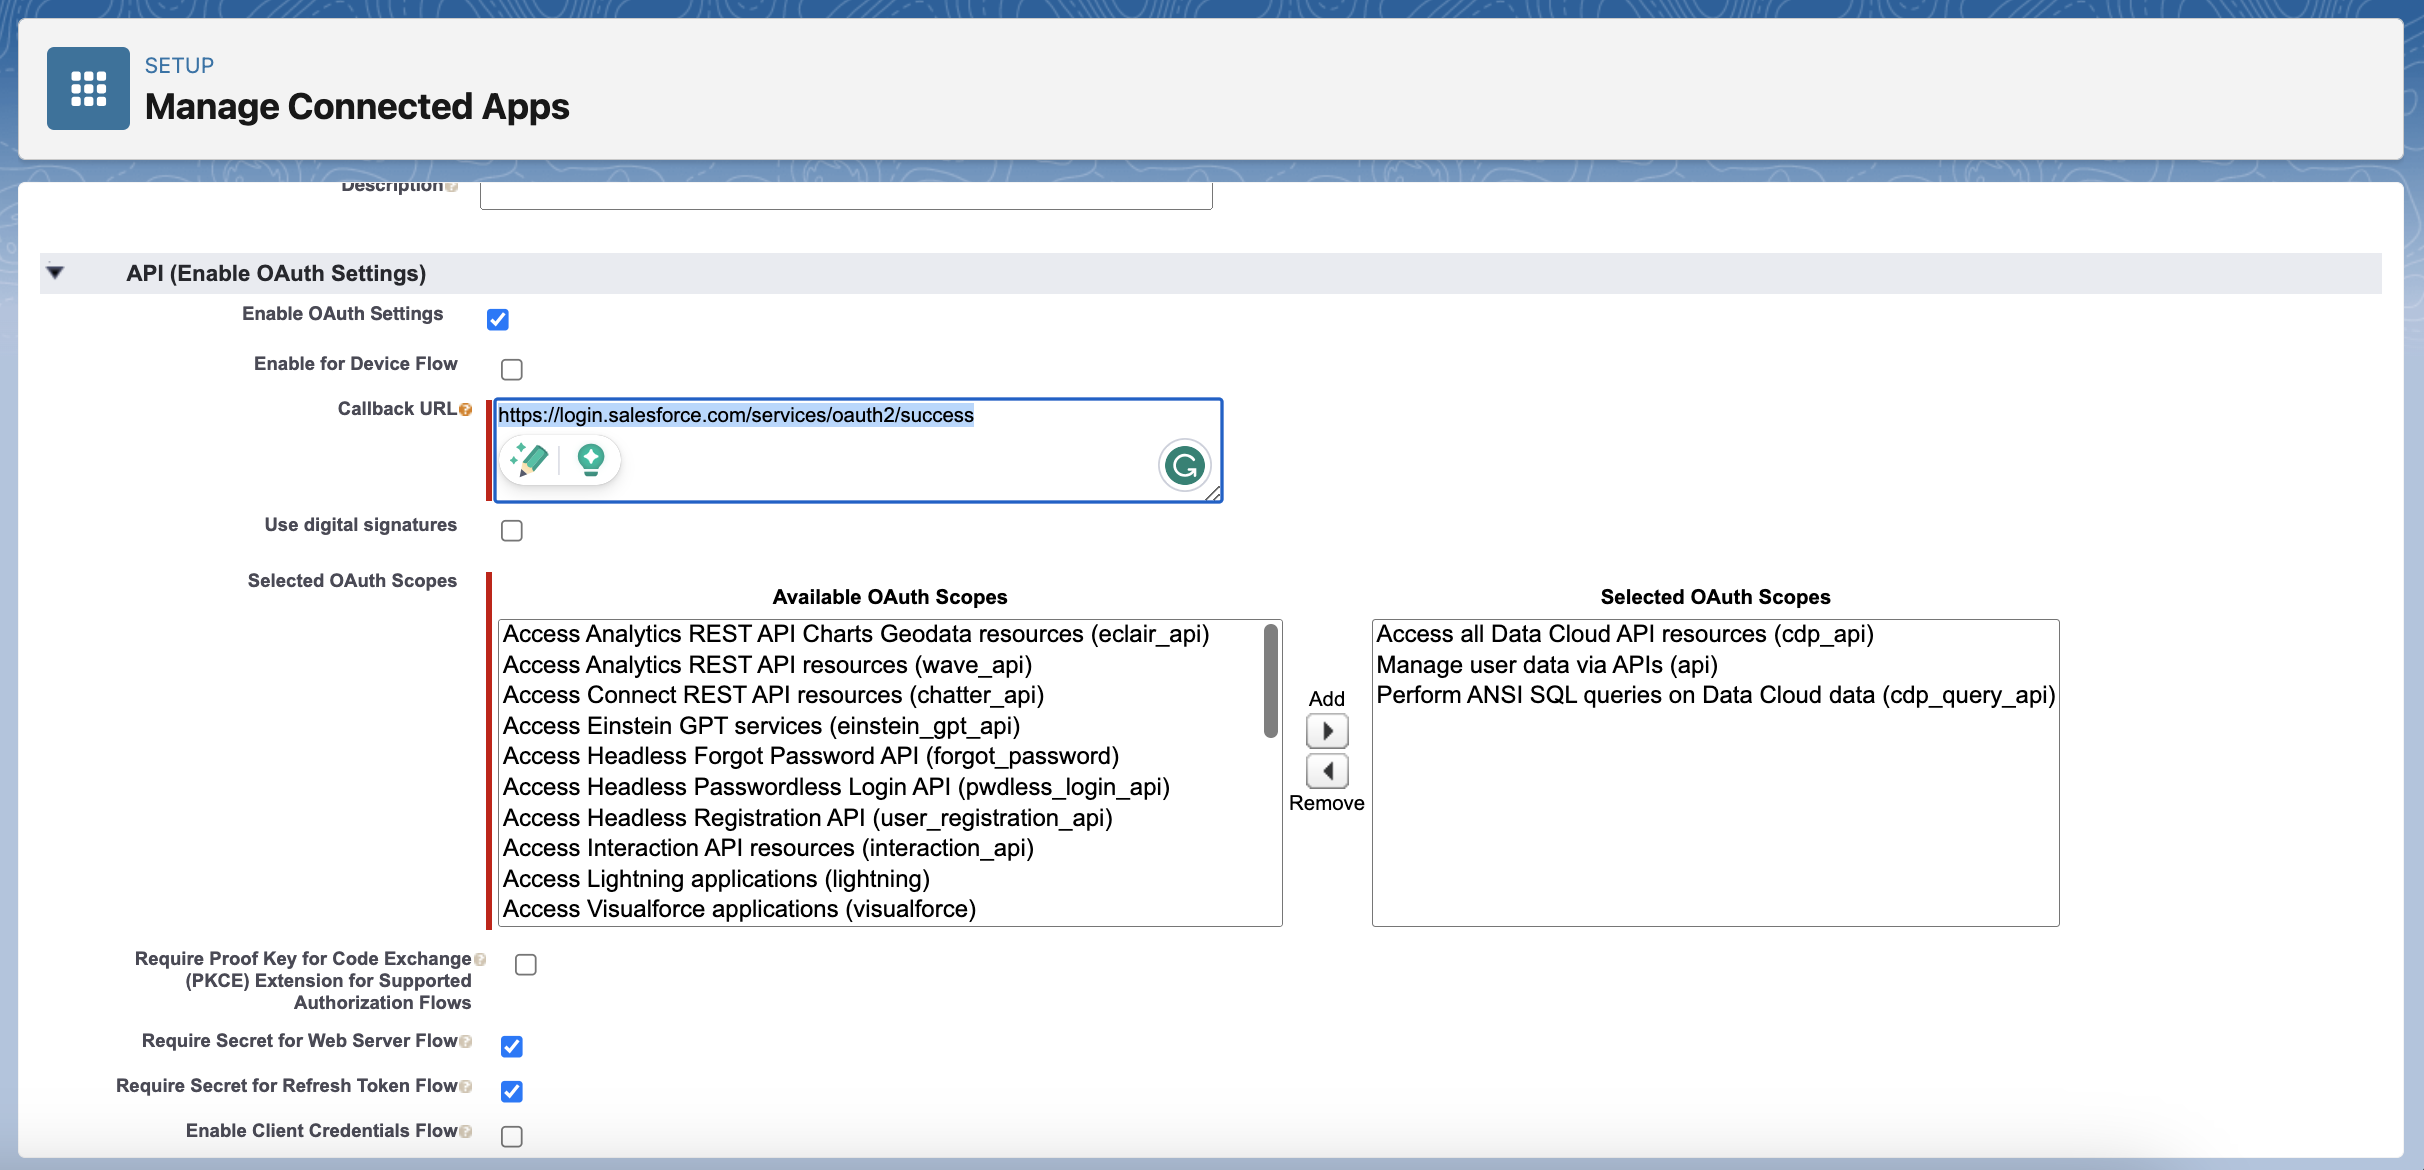 SETUP
Manage Connected Apps
Description
API (Enable OAuth Settings)
Enable OAuth Settings
Enable for Device Flow
Callback URL
https://login.salesforce.com/services/oauth2/success
Use digital signatures
Selected OAuth Scopes
Available OAuth Scopes
Access Analytics REST API Charts Geodata resources (eclair_api)
Access Analytics REST API resources (wave_api)
Access Connect REST API resources (chatter_api)
Access Einstein GPT services (einstein_gpt_api)
Access Headless Forgot Password API (forgot_password)
Access Headless Passwordless Login API (pwdless_login_api)
Access Headless Registration API (user_registration_api)
Access Interaction API resources (interaction_api)
Access Lightning applications (lightning)
Access Visualforce applications (visualforce)
Add
Remove
Selected OAuth Scopes
Access all Data Cloud API resources (cdp_api)
Manage user data via APIs (api)
Perform ANSI SQL queries on Data Cloud data (cdp_query_api)
Require Proof Key for Code Exchange
(PKCE) Extension for Supported
Authorization Flows
Require Secret for Web Server Flow
Require Secret for Refresh Token Flow
Enable Client Credentials Flow